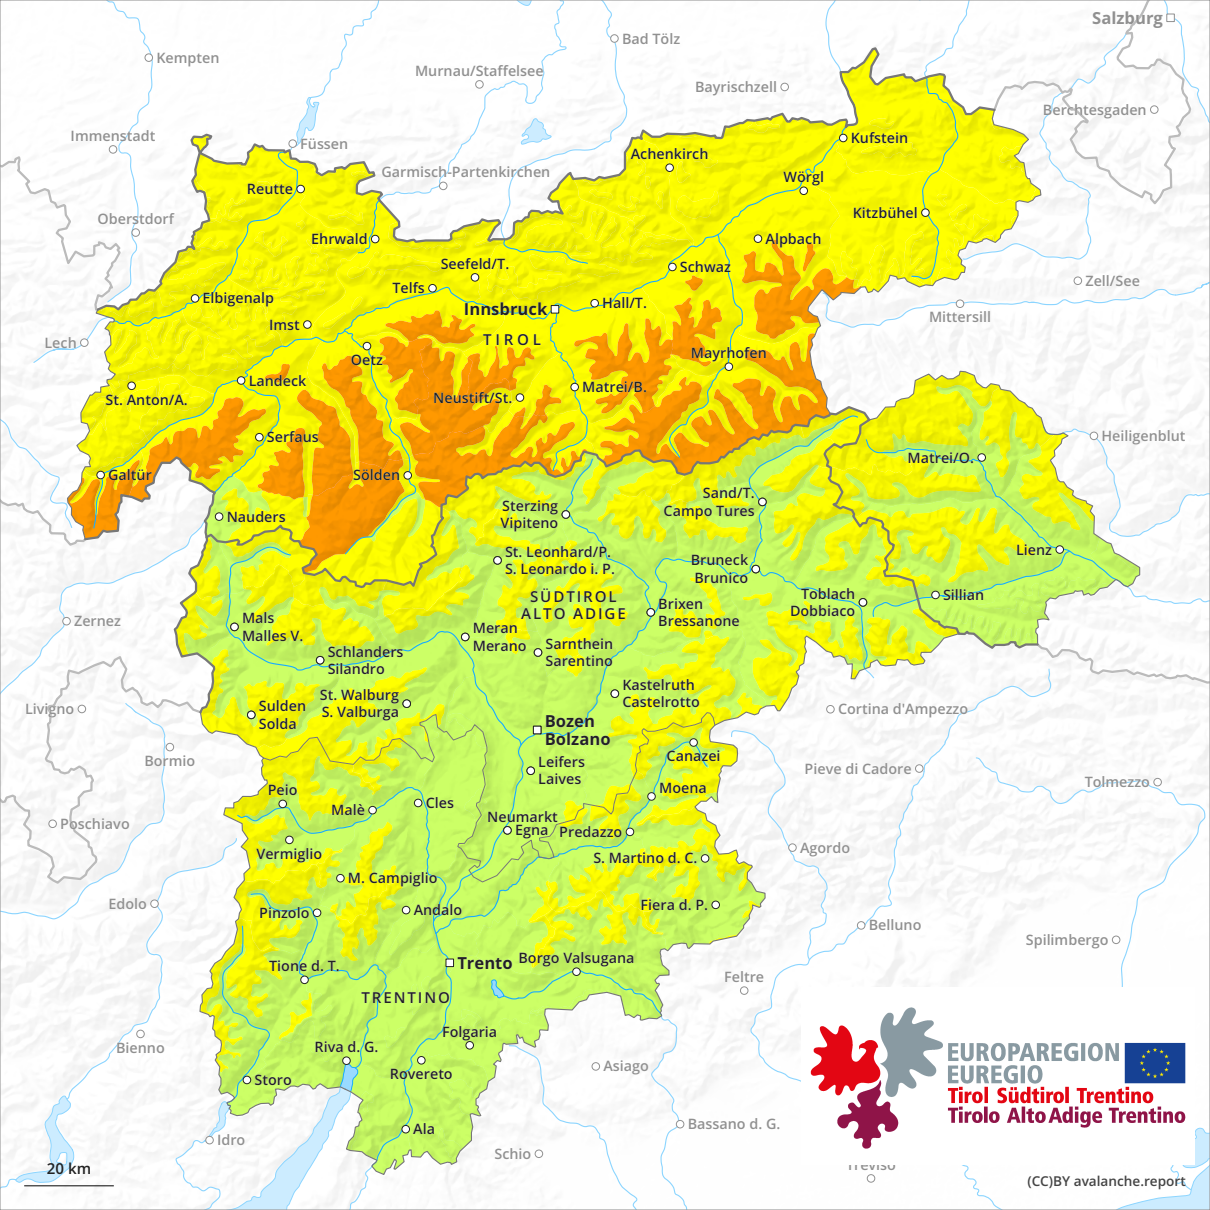 Salzburg
Bad Tölz
Kempten
Murnau/Staffelsee
Bayrischzell
Berchtesgaden
Immenstadt
Kufstein
Füssen
Achenkirch
Garmisch-Partenkirchen
Wörgl
Reutte
Kitzbühel
Oberstdorf
Ehrwald
Alpbach
Seefeld/T.
Schwaz
Zell/See
Telfs
Elbigenalp
Hall/T.
Innsbruck
Mittersill
Imst
TIROL
Lech
Mayrhofen
Oetz
Landeck
Matrei/B.
St. Anton/A.
Neustift/St.
Serfaus
Heiligenblut
Matrei/O.
Galtür
Sölden
Sand/T.
Campo Tures
Sterzing
Vipiteno
Nauders
St. Leonhard/P.
S. Leonardo i. P.
Lienz
Bruneck
Brunico
SÜDTIROL
ALTO ADIGE
Toblach
Dobbiaco
Sillian
Brixen
Bressanone
Zernez
Mals
Malles V.
Meran
Merano
Sarnthein
Sarentino
Schlanders
Silandro
Kastelruth
Castelrotto
St. Walburg
S. Valburga
Livigno
Sulden
Solda
Cortina d'Ampezzo
Bozen
Bolzano
Canazei
Bormio
Leifers
Laives
Pieve di Cadore
Tolmezzo
Peio
Moena
Malè
Cles
Neumarkt
Egna
Predazzo
Poschiavo
Vermiglio
S. Martino d. C.
Agordo
M. Campiglio
Edolo
Pinzolo
Andalo
Fiera d. P.
Belluno
Spilimbergo
Tione d. T.
Trento
Borgo Valsugana
Feltre
TRENTINO
Folgaria
Bienno
Riva d. G.
Rovereto
Asiago
Storo
EUROPAREGION
EUREGIO
Tirol Südtirol Trentino
Tirolo Alto Adige Trentino
Ala
Bassano d. G.
Idro
Schio
Treviso
20 km
(CC)BY avalanche.report